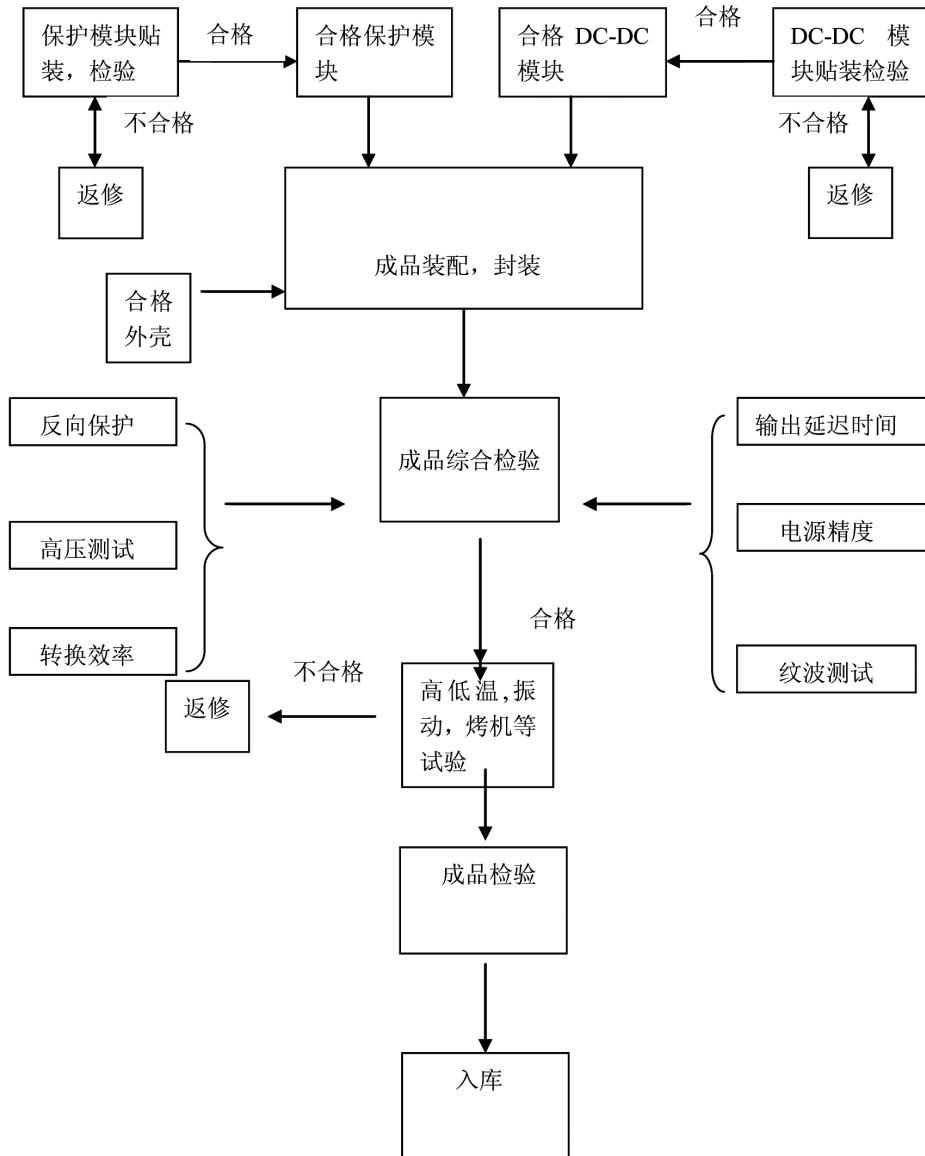 保护模块贴
装，检验
合格
合格保护模
块
合格 DC-DC
模块
合格
DC-DC 模
块贴装检验
不合格
不合格
返修
返修
成品装配，封装
合格
外壳
反向保护
高压测试
转换效率
成品综合检验
输出延迟时间
电源精度
纹波测试
合格
不合格
返修
高低温,振
动，烤机等
试验
成品检验
入库